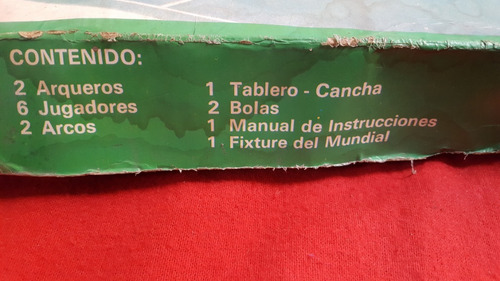 CONTENIDO:
2 Arqueros
6 Jugadores
2 Arcos
1 Tablero - Cancha
2 Bolas
1 Manual de Instrucciones
1 Fixture del Mundial